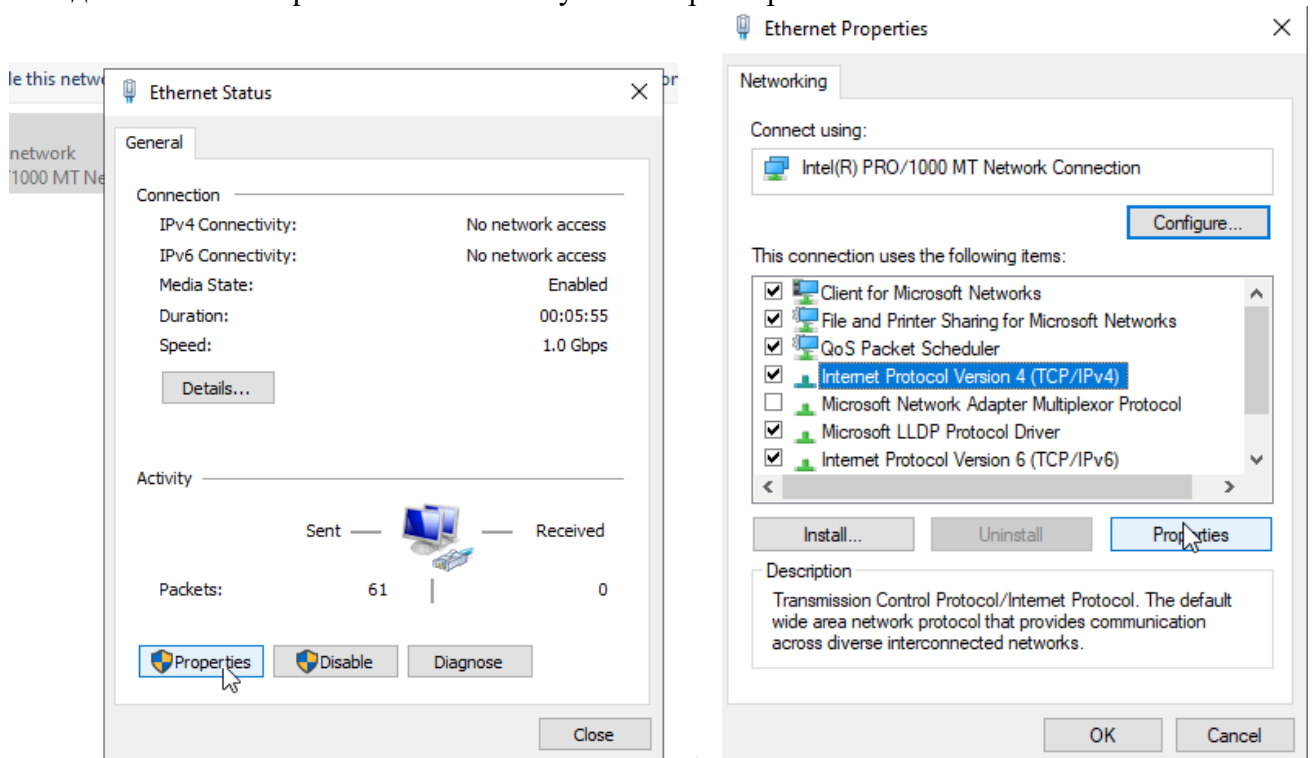 Ethernet Status
General
Connection
IPv4 Connectivity: No network access
IPv6 Connectivity: No network access
Media State: Enabled
Duration: 00:05:55
Speed: 1.0 Gbps
Details...
Activity
Sent Received
Packets: 61 0
Properties Disable Diagnose
Close
le this netw
network
1000 MT Ne
Ethernet Properties
Networking
Connect using:
Intel(R) PRO/1000 MT Network Connection
Configure...
This connection uses the following items:
Client for Microsoft Networks
File and Printer Sharing for Microsoft Networks
QoS Packet Scheduler
Internet Protocol Version 4 (TCP/IPv4)
Microsoft Network Adapter Multiplexor Protocol
Microsoft LLDP Protocol Driver
Internet Protocol Version 6 (TCP/IPv6)
Install... Uninstall Properties
Description
Transmission Control Protocol/Internet Protocol. The default
wide area network protocol that provides communication
across diverse interconnected networks.
OK Cancel